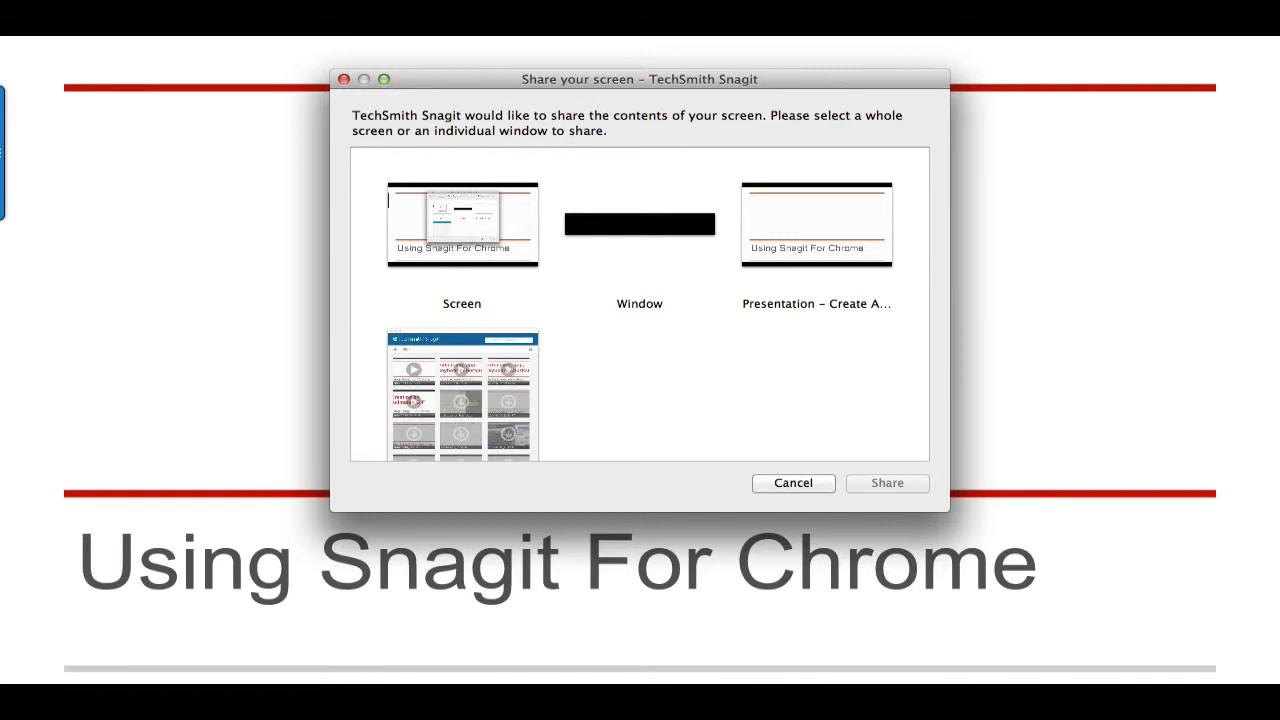 Share your screen – TechSmith Snagit
TechSmith Snagit would like to share the contents of your screen. Please select a whole
screen or an individual window to share.
Using Snagit For Chrome
Using Snagit For Chrome
Screen
Window
Presentation – Create A...
TechSmith Snagit
Cancel
Share
Using Snagit For Chrome